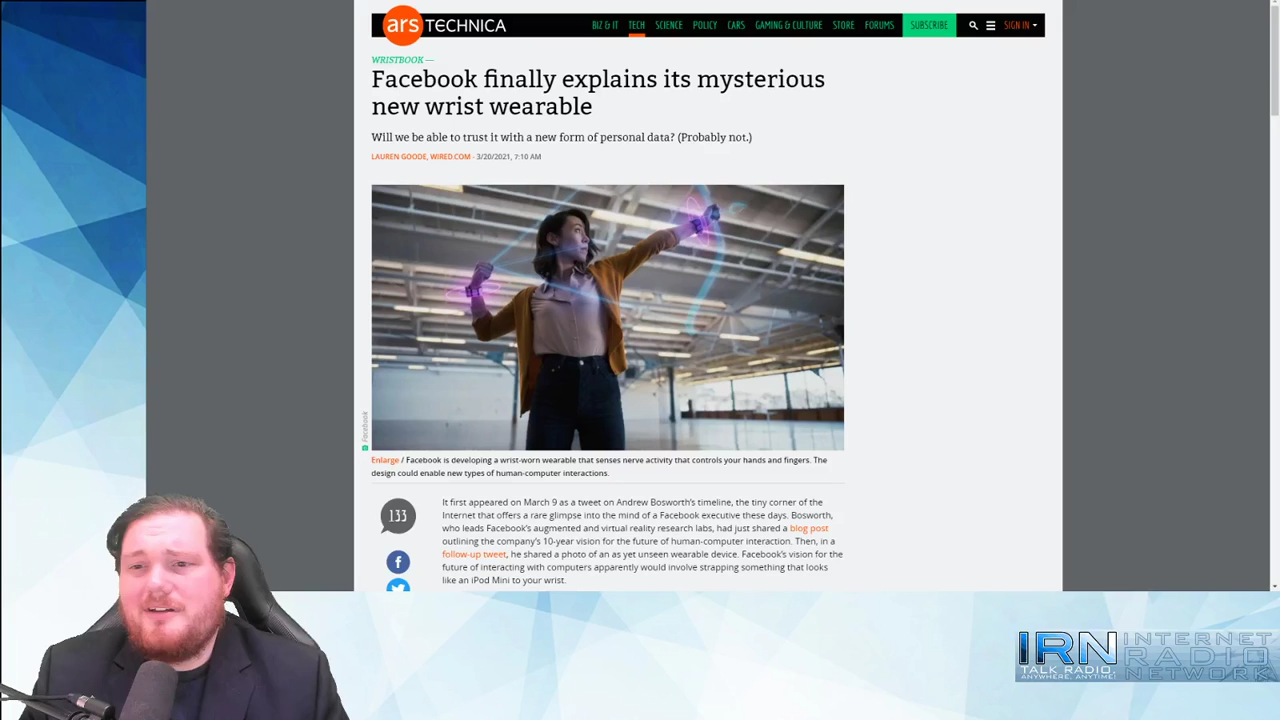 ars TECHNICA
BIZ & IT TECH SCIENCE POLICY CARS GAMING & CULTURE STORE FORUMS SUBSCRIBE SIGN IN
WRISTBOOK —
Facebook finally explains its mysterious
new wrist wearable
Will we be able to trust it with a new form of personal data? (Probably not.)
LAUREN GOODE, WIRED.COM - 3/20/2021, 7:10 AM
Facebook
Enlarge / Facebook is developing a wrist-worn wearable that senses nerve activity that controls your hands and fingers. The
design could enable new types of human-computer interactions.
133
It first appeared on March 9 as a tweet on Andrew Bosworth's timeline, the tiny corner of the
Internet that offers a rare glimpse into the mind of a Facebook executive these days. Bosworth,
who leads Facebook's augmented and virtual reality research labs, had just shared a blog post
outlining the company's 10-year vision for the future of human-computer interaction. Then, in a
follow-up tweet, he shared a photo of an as yet unseen wearable device. Facebook's vision for the
future of interacting with computers apparently would involve strapping something that looks
like an iPod Mini to your wrist.
IRN INTERNET
RADIO
TALK RADIO
NETWORK
ANYWHERE, ANYTIME!